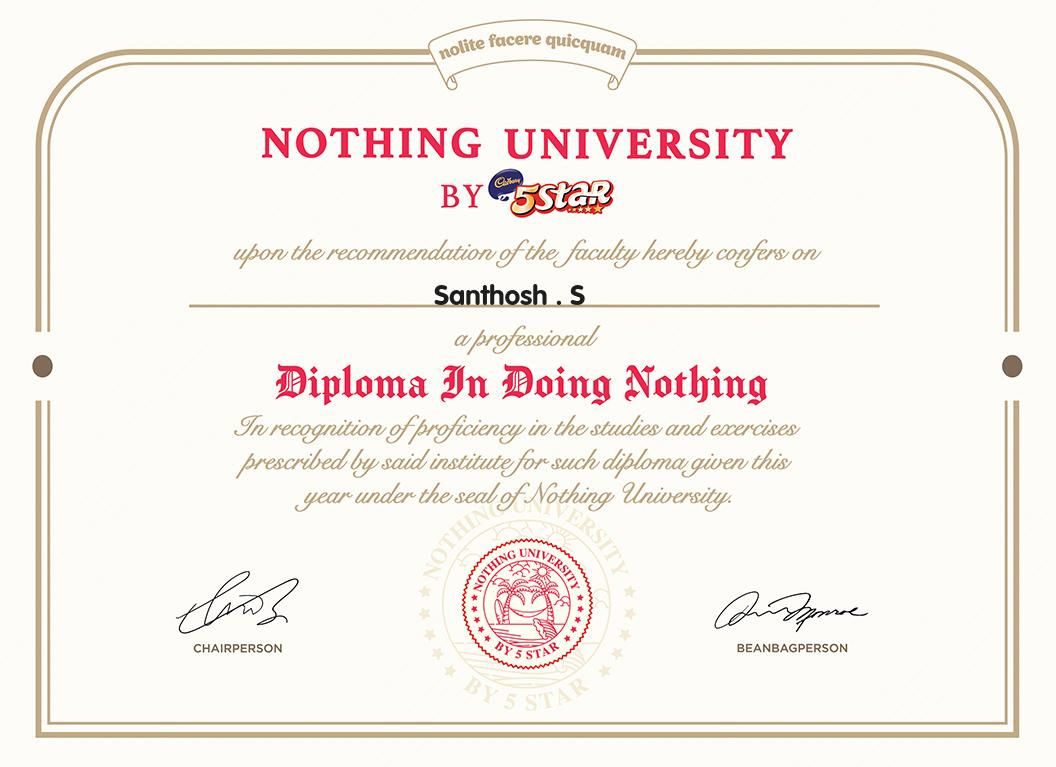 nolite facere quicquam
NOTHING UNIVERSITY
BY Cadbury 5Star
upon the recommendation of the faculty hereby confers on
Santhosh . S
a professional
Diploma In Doing Nothing
In recognition of proficiency in the studies and exercises
prescribed by said institute for such diploma given this
year under the seal of Nothing University.
NOTHING UNIVERSITY
NOTHING UNIVERSITY
BY 5 STAR
BY 5 STAR
CHAIRPERSON
BEANBAGPERSON